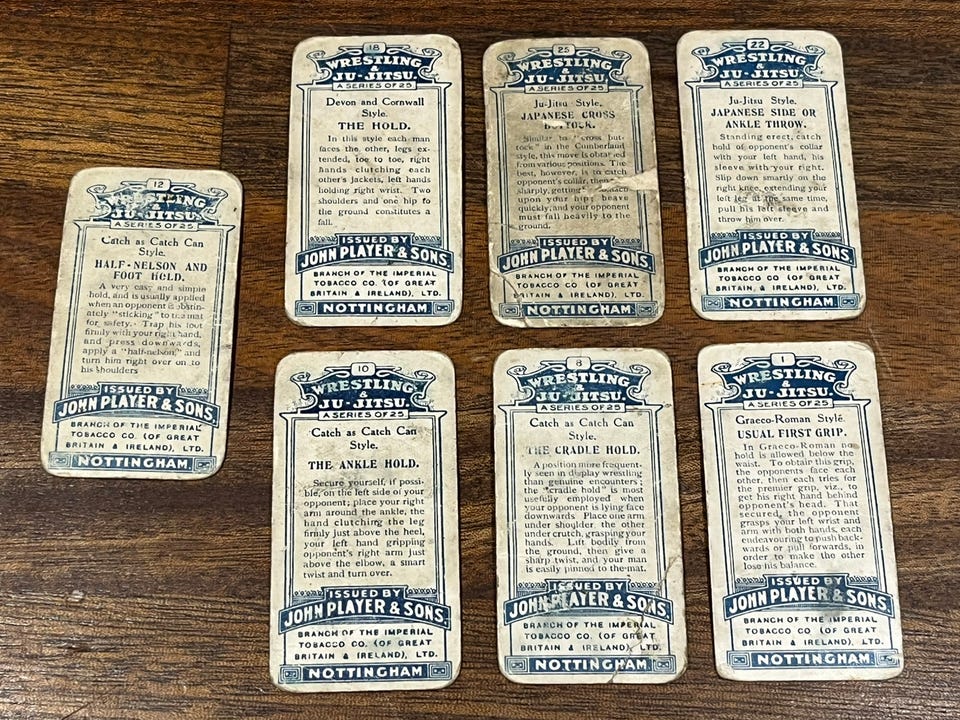 12
WRESTLING
&
JU-JITSU.
A SERIES OF 25
Catch as Catch Can
Style.
HALF-NELSON AND
FOOT HOLD.
A very easy and simple
hold, and is usually applied
when an opponent is obstin-
ately "sticking" to the mat
for safety. Trap his foot
firmly with your right hand,
and press downwards,
apply a "half-nelson," and
turn him right over on to
his shoulders
ISSUED BY
JOHN PLAYER & SONS.
BRANCH OF THE IMPERIAL
TOBACCO CO. (OF GREAT
BRITAIN & IRELAND), LTD.
NOTTINGHAM.
18
WRESTLING
&
JU-JITSU.
A SERIES OF 25
Devon and Cornwall
Style.
THE HOLD.
In this style each man
faces the other, legs ex-
tended, toe to toe, right
hands clutching each
other's jackets, left hands
holding right wrist. Two
shoulders and one hip to
the ground constitutes a
fall.
ISSUED BY
JOHN PLAYER & SONS.
BRANCH OF THE IMPERIAL
TOBACCO CO. (OF GREAT
BRITAIN & IRELAND), LTD.
NOTTINGHAM.
25
WRESTLING
&
JU-JITSU.
A SERIES OF 25
Ju-Jitsu Style.
JAPANESE CROSS
BUTTOCK.
Similar to "cross but-
tock" in the Cumberland
style, this move is obtained
from various positions. The
best, however, is to catch
opponent's collar, then
sharply, getting
upon your hip; heave
quickly, and your opponent
must fall heavily to the
ground.
ISSUED BY
JOHN PLAYER & SONS.
BRANCH OF THE IMPERIAL
TOBACCO CO. (OF GREAT
BRITAIN & IRELAND), LTD.
NOTTINGHAM.
22
WRESTLING
&
JU-JITSU.
A SERIES OF 25
Ju-Jitsu Style.
JAPANESE SIDE OR
ANKLE THROW.
Standing erect, catch
hold of opponent's collar
with your left hand, his
sleeve with your right.
Slip down smartly on the
right knee, extending your
left leg at the same time,
pull his left sleeve and
throw him over.
ISSUED BY
JOHN PLAYER & SONS.
BRANCH OF THE IMPERIAL
TOBACCO CO. (OF GREAT
BRITAIN & IRELAND), LTD.
NOTTINGHAM.
10
WRESTLING
&
JU-JITSU.
A SERIES OF 25
Catch as Catch Can
Style.
THE ANKLE HOLD.
Secure yourself, if possi-
ble, on the left side of your
opponent; place your right
arm around the ankle, the
hand clutching the leg
firmly just above the heel,
your left hand gripping
opponent's right arm just
above the elbow, a smart
twist and turn over.
ISSUED BY
JOHN PLAYER & SONS.
BRANCH OF THE IMPERIAL
TOBACCO CO. (OF GREAT
BRITAIN & IRELAND), LTD.
NOTTINGHAM.
8
WRESTLING
&
JU-JITSU.
A SERIES OF 25
Catch as Catch Can
Style.
THE CRADLE HOLD.
A position more frequent-
ly seen in display wrestling
than genuine encounters;
the "cradle hold" is most
usefully employed when
your opponent is lying face
downwards. Place one arm
under shoulder, the other
under crutch, grasping your
hands. Lift bodily from
the ground, then give a
sharp twist, and your man
is easily pinned to the mat.
ISSUED BY
JOHN PLAYER & SONS.
BRANCH OF THE IMPERIAL
TOBACCO CO. (OF GREAT
BRITAIN & IRELAND), LTD.
NOTTINGHAM.
1
WRESTLING
&
JU-JITSU.
A SERIES OF 25
Graeco-Roman Style.
USUAL FIRST GRIP.
In Graeco-Roman no
hold is allowed below the
waist. To obtain this grip,
the opponents face each
other, then each tries for
the premier grip, viz., to
get his right hand behind
opponent's head. That
secured, the opponent
grasps your left wrist and
arm with both hands, each
endeavouring to push back-
wards or pull forwards, in
order to make the other
lose his balance.
ISSUED BY
JOHN PLAYER & SONS.
BRANCH OF THE IMPERIAL
TOBACCO CO. (OF GREAT
BRITAIN & IRELAND), LTD.
NOTTINGHAM.